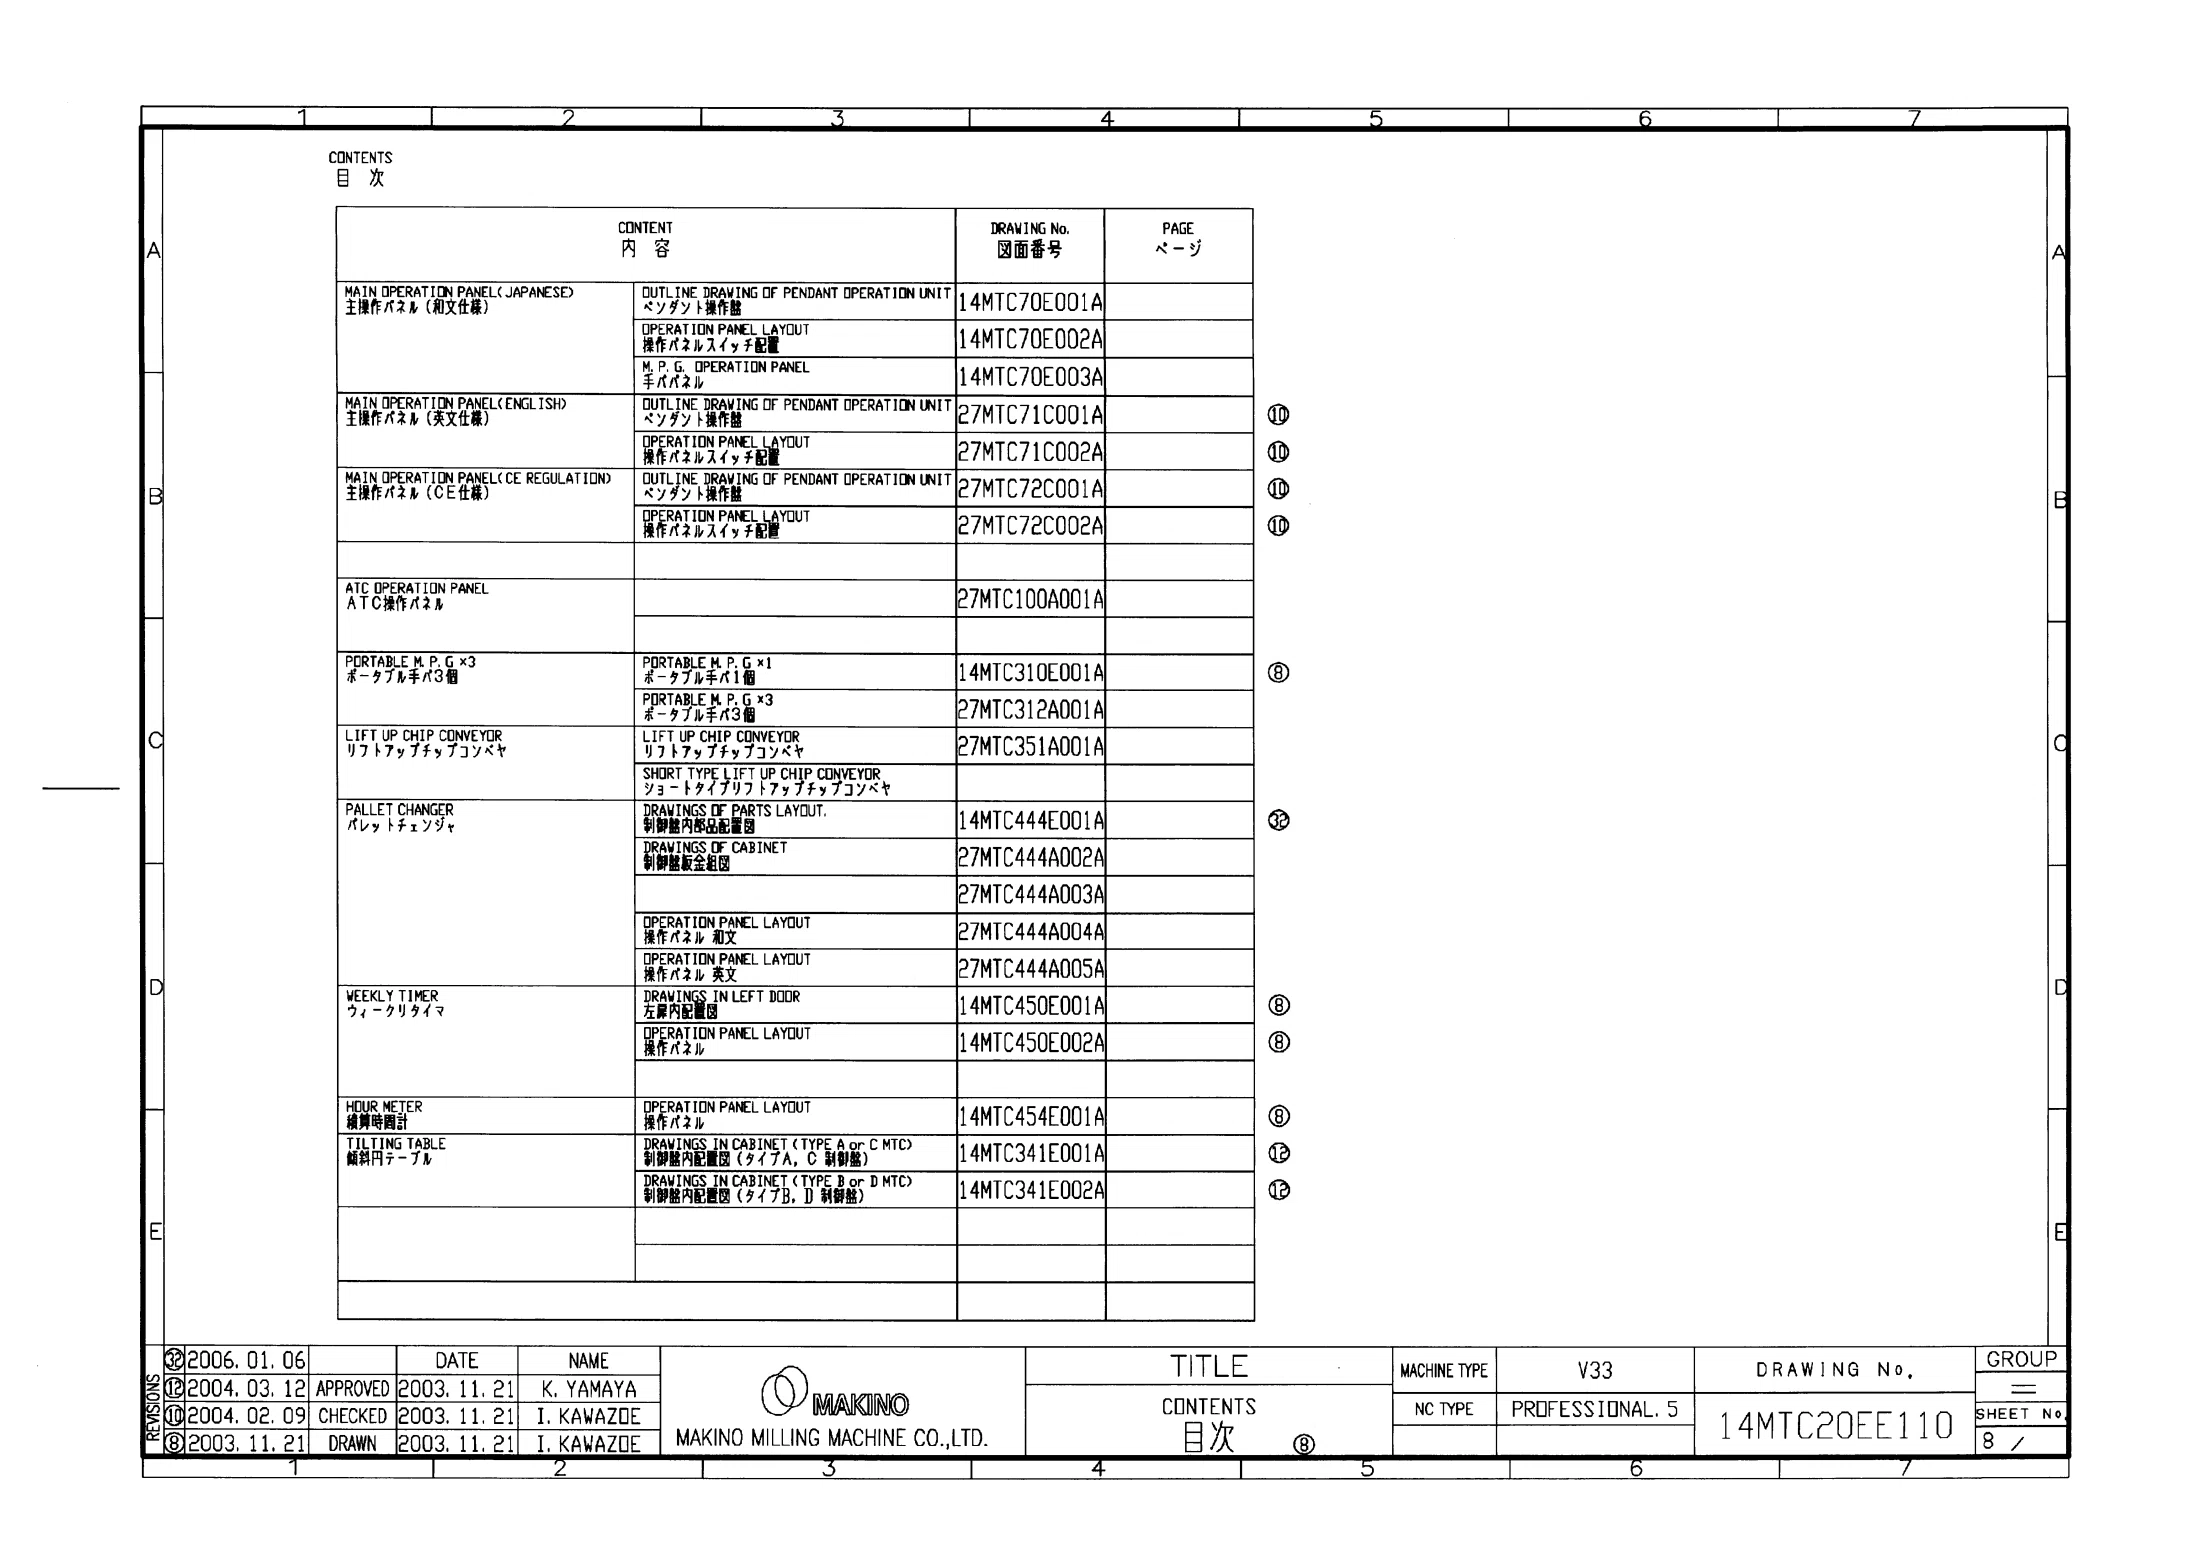 1 2 3 4 5 6 7
CONTENTS
目 次
CONTENT
内 容
DRAWING No.
図面番号
PAGE
ページ
MAIN OPERATION PANEL(JAPANESE)
主操作パネル(和文仕様)
OUTLINE DRAWING OF PENDANT OPERATION UNIT
ペンダント操作盤
14MTC70E001A
OPERATION PANEL LAYOUT
操作パネルスイッチ配置
14MTC70E002A
M.P.G. OPERATION PANEL
手パパネル
14MTC70E003A
MAIN OPERATION PANEL(ENGLISH)
主操作パネル(英文仕様)
OUTLINE DRAWING OF PENDANT OPERATION UNIT
ペンダント操作盤
27MTC71C001A ⑩
OPERATION PANEL LAYOUT
操作パネルスイッチ配置
27MTC71C002A ⑩
MAIN OPERATION PANEL(CE REGULATION)
主操作パネル(CE仕様)
OUTLINE DRAWING OF PENDANT OPERATION UNIT
ペンダント操作盤
27MTC72C001A ⑩
OPERATION PANEL LAYOUT
操作パネルスイッチ配置
27MTC72C002A ⑩
ATC OPERATION PANEL
ATC操作パネル
27MTC100A001A
PORTABLE M.P.G ×3
ポータブル手パ3個
PORTABLE M.P.G ×1
ポータブル手パ1個
14MTC310E001A ⑧
PORTABLE M.P.G ×3
ポータブル手パ3個
27MTC312A001A
LIFT UP CHIP CONVEYOR
リフトアップチップコンベヤ
LIFT UP CHIP CONVEYOR
リフトアップチップコンベヤ
27MTC351A001A
SHORT TYPE LIFT UP CHIP CONVEYOR
ショートタイプリフトアップチップコンベヤ
PALLET CHANGER
パレットチェンジャ
DRAWINGS OF PARTS LAYOUT.
制御盤内部品配置図
14MTC444E001A ㉜
DRAWINGS OF CABINET
制御盤板金組図
27MTC444A002A
27MTC444A003A
OPERATION PANEL LAYOUT
操作パネル 和文
27MTC444A004A
OPERATION PANEL LAYOUT
操作パネル 英文
27MTC444A005A
WEEKLY TIMER
ウィークリタイマ
DRAWINGS IN LEFT DOOR
左扉内配置図
14MTC450E001A ⑧
OPERATION PANEL LAYOUT
操作パネル
14MTC450E002A ⑧
HOUR METER
積算時間計
OPERATION PANEL LAYOUT
操作パネル
14MTC454E001A ⑧
TILTING TABLE
傾斜円テーブル
DRAWINGS IN CABINET (TYPE A or C MTC)
制御盤内配置図(タイプA, C 制御盤)
14MTC341E001A ⑫
DRAWINGS IN CABINET (TYPE B or D MTC)
制御盤内配置図(タイプB, D 制御盤)
14MTC341E002A ⑫
A A
B B
C C
D D
E E
REVISIONS
㉜ 2006. 01. 06 DATE NAME
⑫ 2004. 03. 12 APPROVED 2003. 11. 21 K. YAMAYA
⑩ 2004. 02. 09 CHECKED 2003. 11. 21 I. KAWAZOE
⑧ 2003. 11. 21 DRAWN 2003. 11. 21 I. KAWAZOE
MAKINO
MAKINO MILLING MACHINE CO.,LTD.
TITLE
CONTENTS
目次 ⑧
MACHINE TYPE V33
NC TYPE PROFESSIONAL. 5
DRAWING No.
14MTC20EE110
GROUP
=
SHEET No.
8 /
1 2 3 4 5 6 7